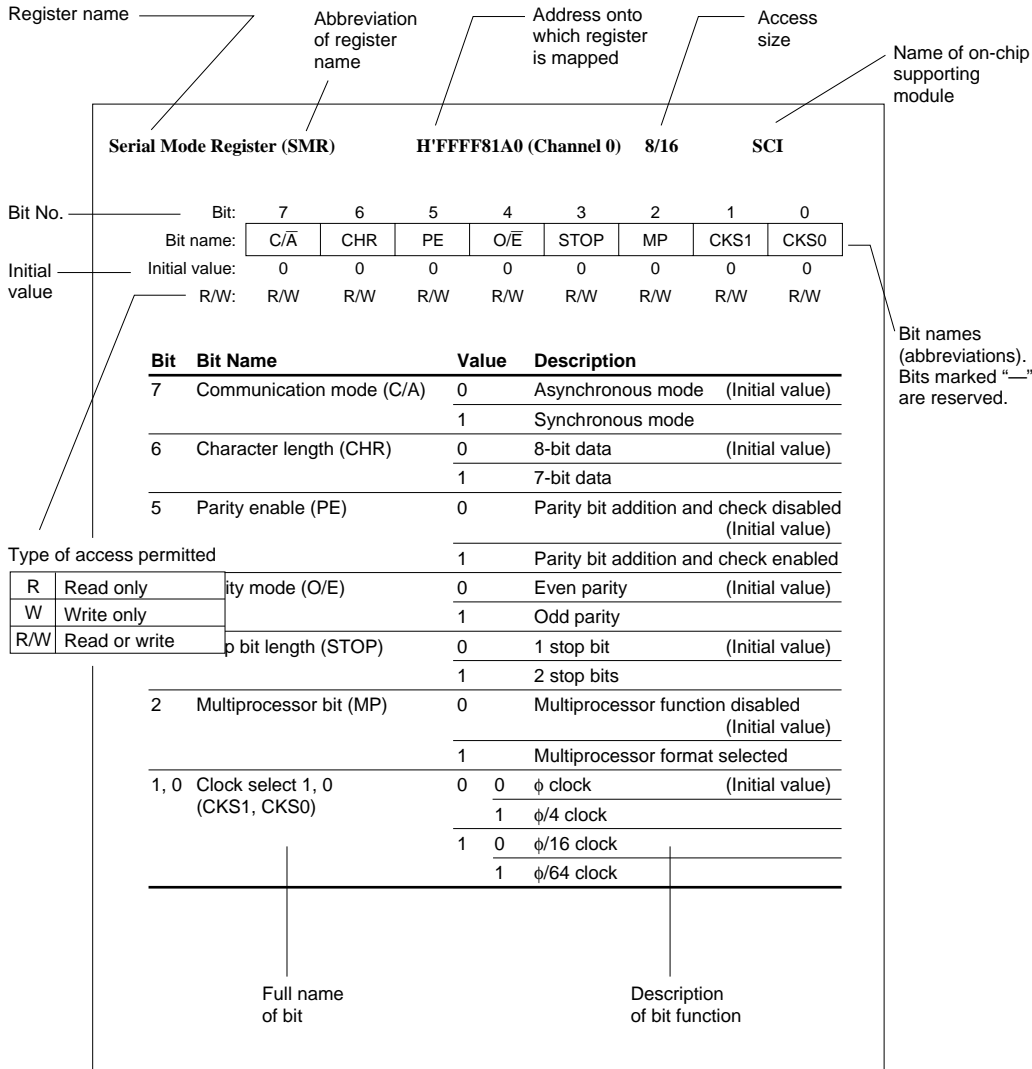 Register name
Abbreviation
of register
name
Address onto
which register
is mapped
Access
size
Name of on-chip
supporting
module
Serial Mode Register (SMR) H'FFFF81A0 (Channel 0) 8/16 SCI
Bit No.
Bit: 7 6 5 4 3 2 1 0
Bit name: C/A̅ CHR PE O/E̅ STOP MP CKS1 CKS0
Initial
value
Initial value: 0 0 0 0 0 0 0 0
R/W: R/W R/W R/W R/W R/W R/W R/W R/W
Bit names
(abbreviations).
Bits marked “—”
are reserved.
Bit Bit Name Value Description
7 Communication mode (C/A) 0 Asynchronous mode (Initial value)
1 Synchronous mode
6 Character length (CHR) 0 8-bit data (Initial value)
1 7-bit data
5 Parity enable (PE) 0 Parity bit addition and check disabled
(Initial value)
1 Parity bit addition and check enabled
Type of access permitted
R Read only
W Write only
R/W Read or write
ity mode (O/E) 0 Even parity (Initial value)
1 Odd parity
p bit length (STOP) 0 1 stop bit (Initial value)
1 2 stop bits
2 Multiprocessor bit (MP) 0 Multiprocessor function disabled
(Initial value)
1 Multiprocessor format selected
1, 0 Clock select 1, 0 0 0 ϕ clock (Initial value)
(CKS1, CKS0)
1 ϕ/4 clock
1 0 ϕ/16 clock
1 ϕ/64 clock
Full name
of bit
Description
of bit function